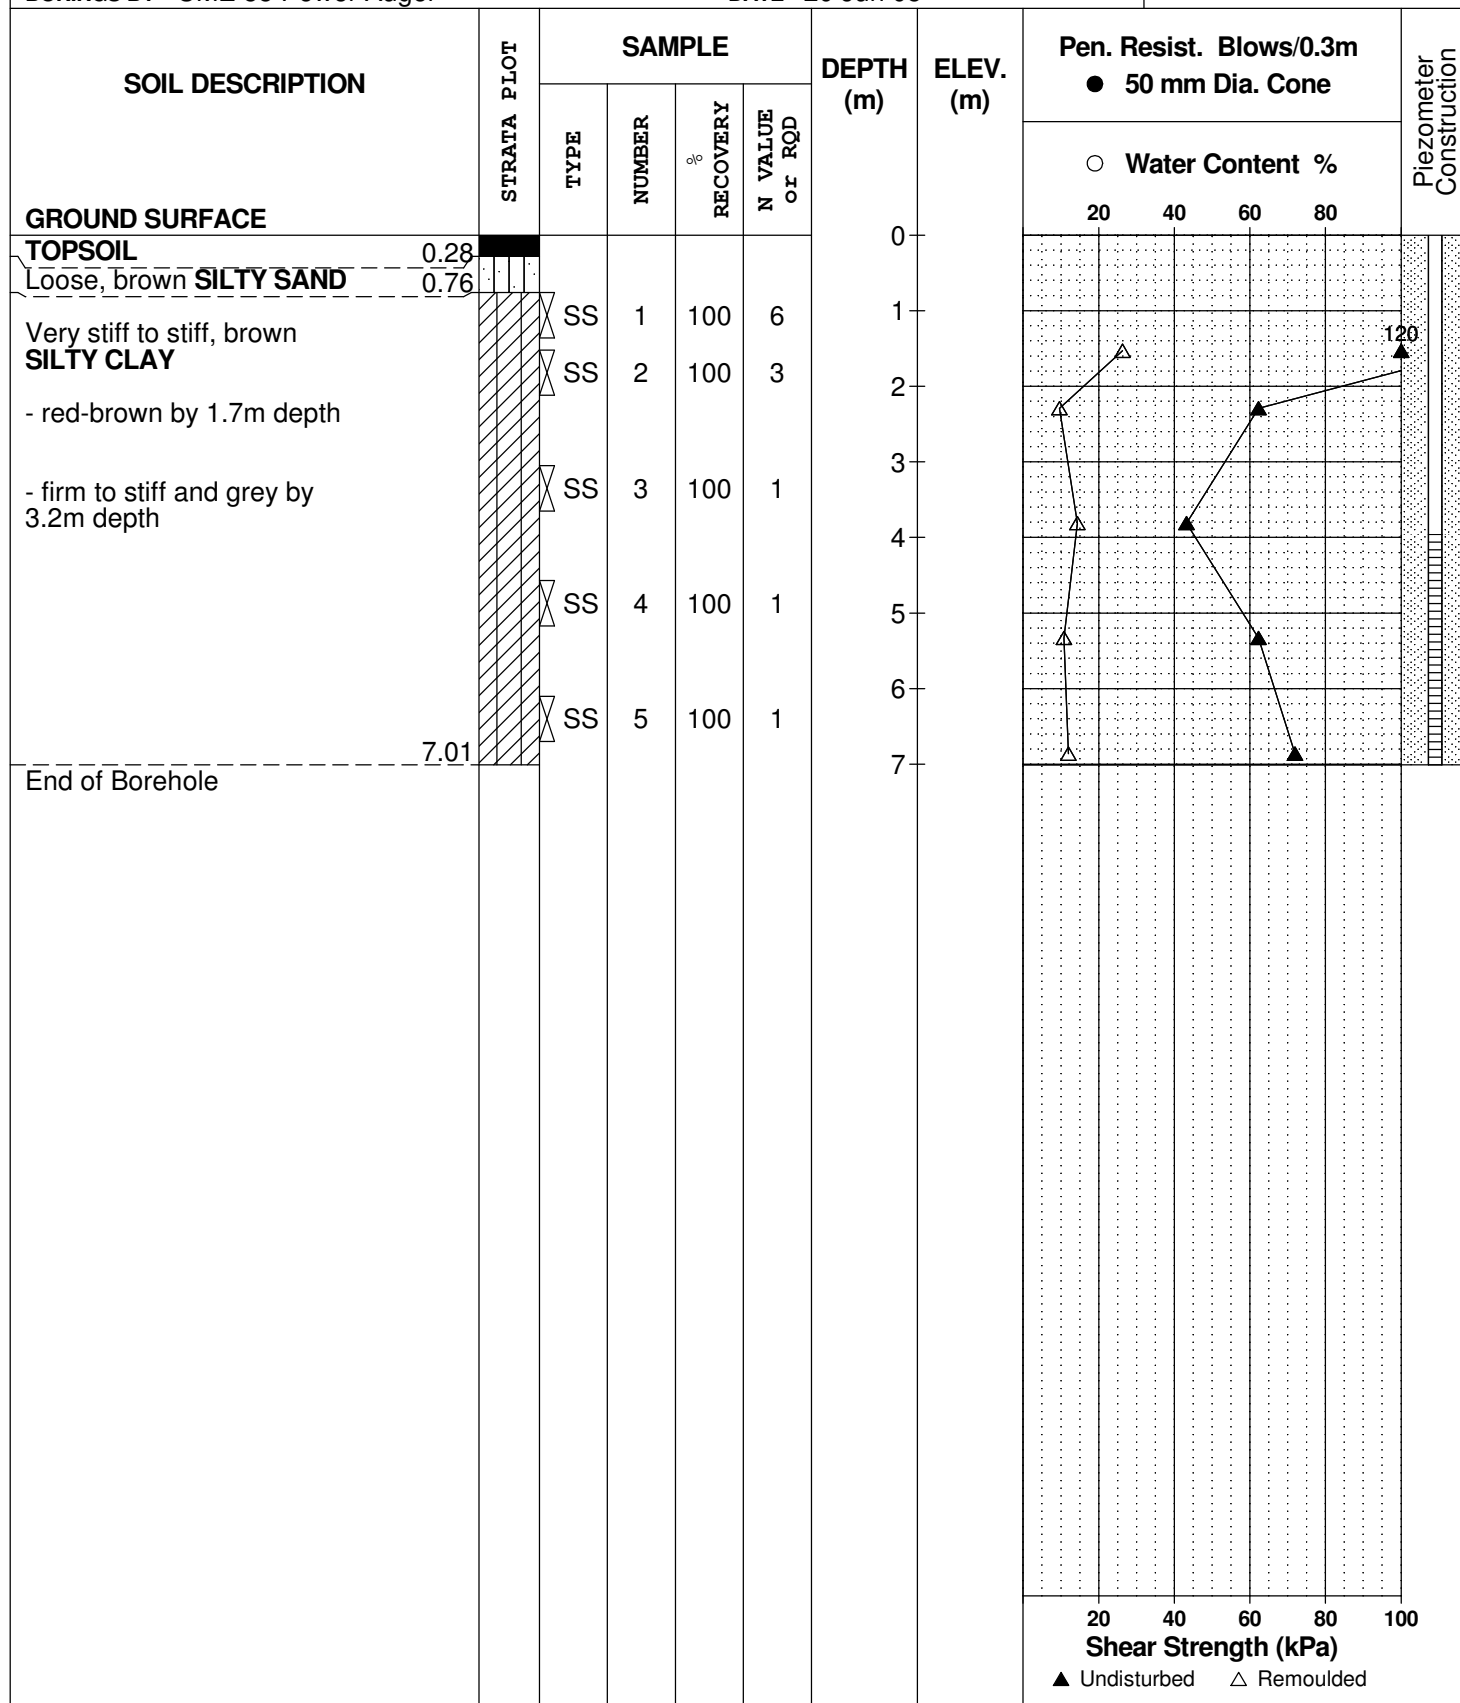 SOIL DESCRIPTION
STRATA PLOT
SAMPLE
TYPE
NUMBER
% RECOVERY
N VALUE or RQD
DEPTH (m)
ELEV. (m)
Pen. Resist. Blows/0.3m
● 50 mm Dia. Cone
○ Water Content %
20 40 60 80
Piezometer Construction
GROUND SURFACE
0
TOPSOIL 0.28
Loose, brown SILTY SAND 0.76
SS 1 100 6
1
120
Very stiff to stiff, brown
SILTY CLAY
SS 2 100 3
2
- red-brown by 1.7m depth
3
- firm to stiff and grey by
3.2m depth
SS 3 100 1
4
SS 4 100 1
5
6
SS 5 100 1
7.01
7
End of Borehole
20 40 60 80 100
Shear Strength (kPa)
▲ Undisturbed △ Remoulded